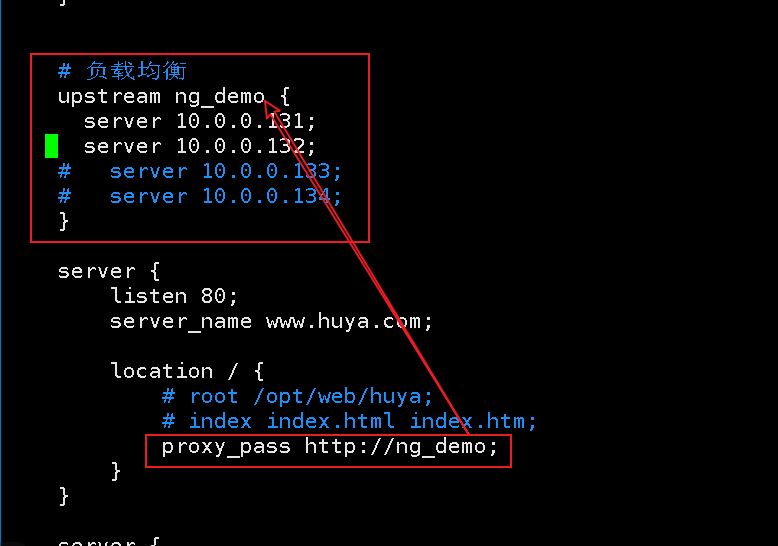 }
# 负载均衡
upstream ng_demo {
server 10.0.0.131;
server 10.0.0.132;
# server 10.0.0.133;
# server 10.0.0.134;
}
server {
listen 80;
server_name www.huya.com;
location / {
# root /opt/web/huya;
# index index.html index.htm;
proxy_pass http://ng_demo;
}
}
server {